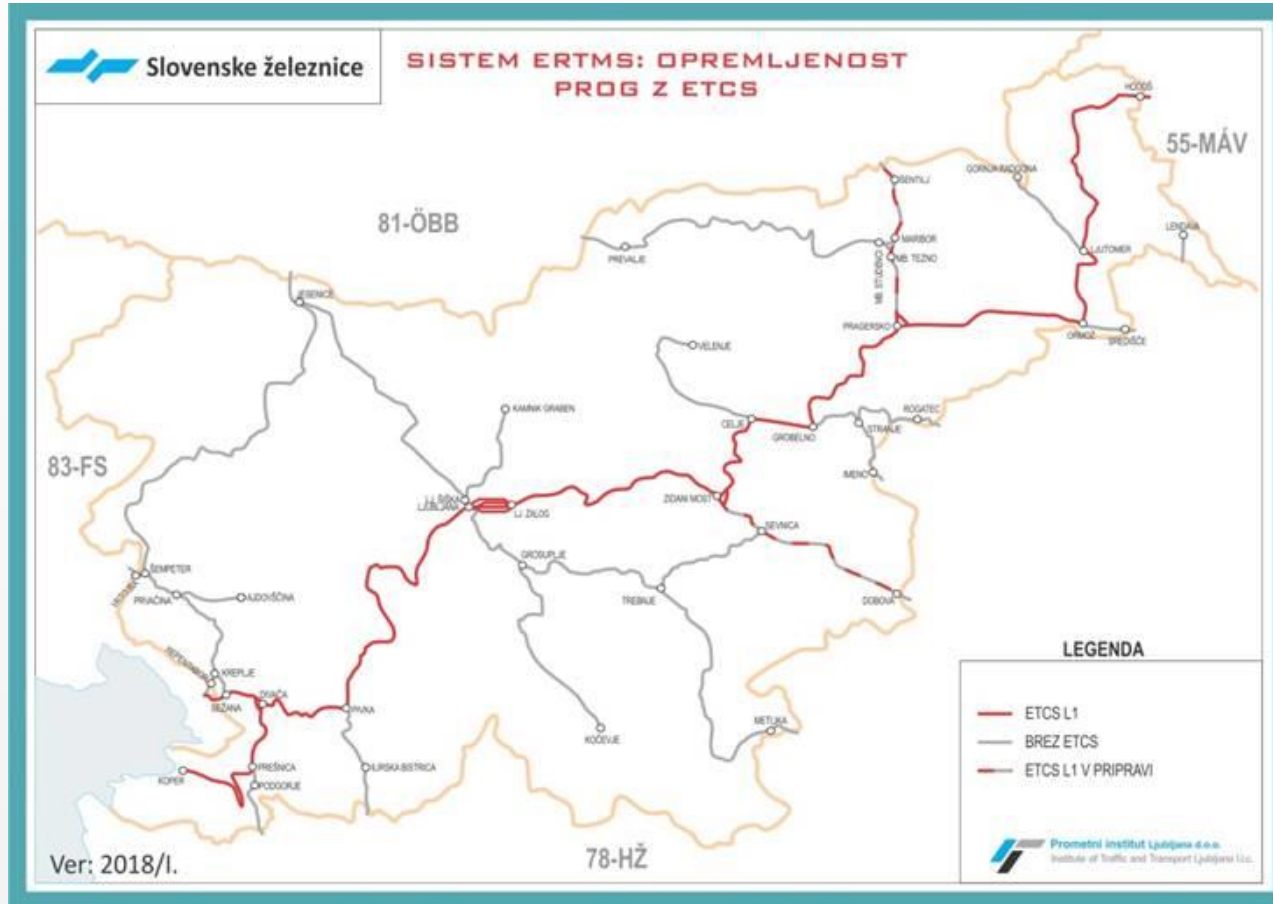 Slovenske železnice
SISTEM ERTMS: OPREMLJENOST
PROG Z ETCS
HODOŠ
55-MÁV
GORNJA RADGONA
ŠENTILJ
81-ÖBB
LENDAVA
MARIBOR
LJUTOMER
PREVALJE
MB. TEZNO
MB. STUDENCI
JESENICE
PRAGERSKO
ORMOŽ
SREDIŠČE
VELENJE
KAMNIK GRABEN
ROGATEC
CELJE
STRANJE
GROBELNO
83-FS
IMENO
LJ. ŠIŠKA
ZIDANI MOST
LJUBLJANA
LJ. ZALOG
SEVNICA
GROSUPLJE
ŠEMPETER
PRVAČINA
AJDOVŠČINA
TREBNJE
DOBOVA
LEGENDA
REPENTABOR
KREPLJE
SEŽANA
DIVAČA
PIVKA
ETCS L1
METLIKA
KOČEVJE
BREZ ETCS
PREŠNICA
ILIRSKA BISTRICA
KOPER
ETCS L1 V PRIPRAVI
PODGORJE
Prometni institut Ljubljana d.o.o.
Institute of Traffic and Transport Ljubljana l.l.c.
78-HŽ
Ver: 2018/I.